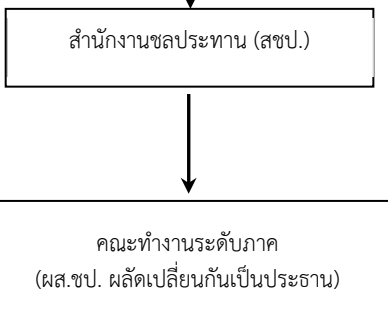 สำนักงานชลประทาน (สชป.)
คณะทำงานระดับภาค
(ผส.ชป. ผลัดเปลี่ยนกันเป็นประธาน)